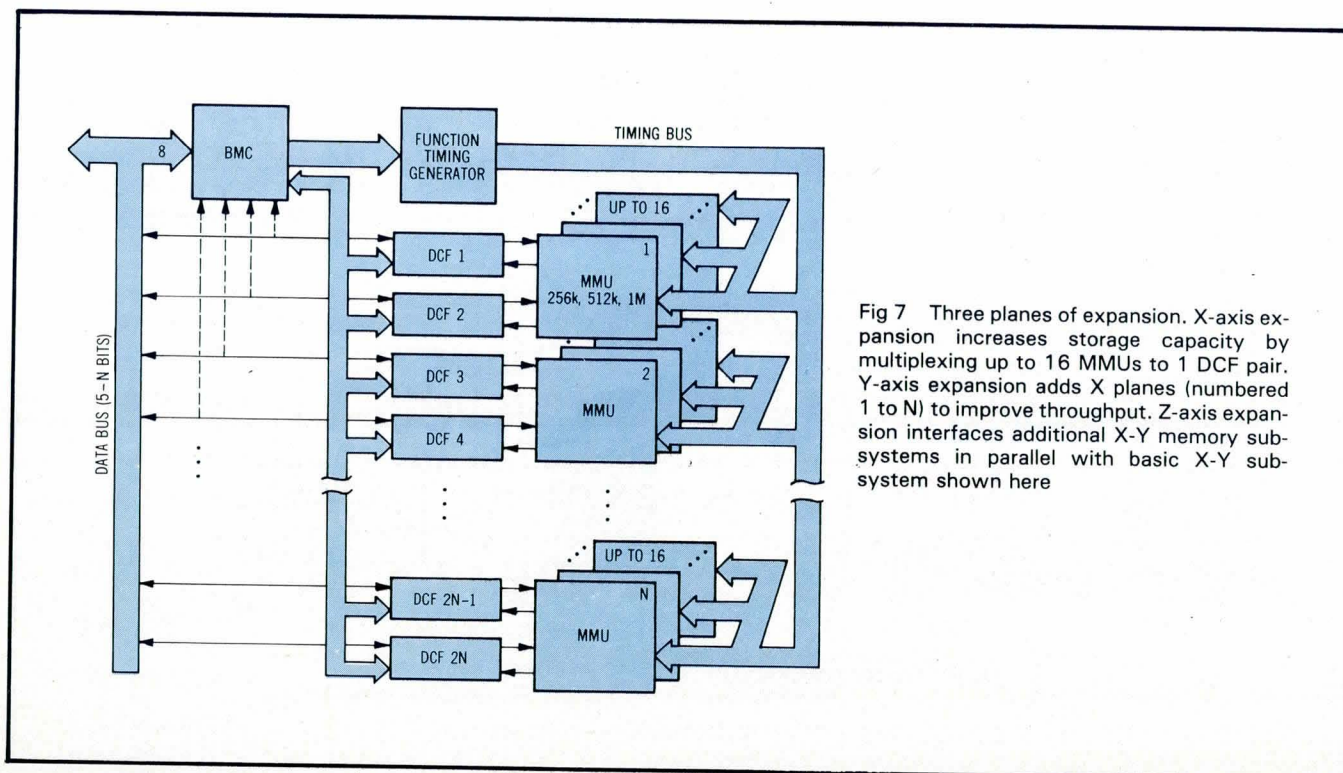 8
BMC
FUNCTION
TIMING
GENERATOR
TIMING BUS
UP TO 16
DCF 1
1
MMU
256k, 512k, 1M
DCF 2
DCF 3
2
MMU
DCF 4
DATA BUS (5–N BITS)
UP TO 16
DCF 2N-1
N
MMU
DCF 2N
Fig 7 Three planes of expansion. X-axis ex-
pansion increases storage capacity by
multiplexing up to 16 MMUs to 1 DCF pair.
Y-axis expansion adds X planes (numbered
1 to N) to improve throughput. Z-axis expan-
sion interfaces additional X-Y memory sub-
systems in parallel with basic X-Y sub-
system shown here